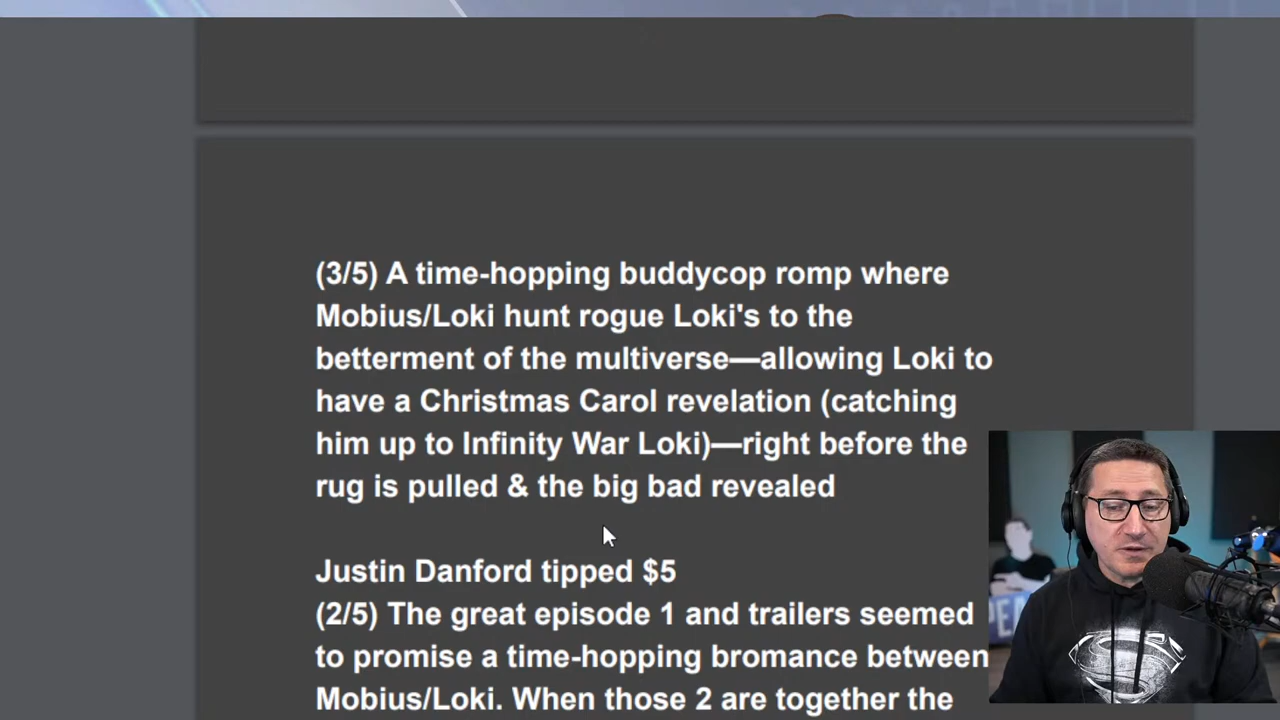 (3/5) A time-hopping buddycop romp where
Mobius/Loki hunt rogue Loki's to the
betterment of the multiverse—allowing Loki to
have a Christmas Carol revelation (catching
him up to Infinity War Loki)—right before the
rug is pulled & the big bad revealed
Justin Danford tipped $5
(2/5) The great episode 1 and trailers seemed
to promise a time-hopping bromance between
Mobius/Loki. When those 2 are together the